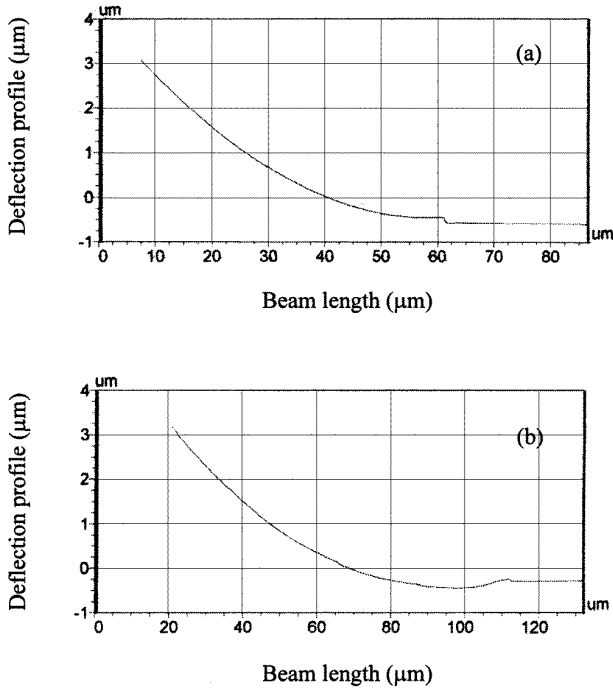 um
4
(a)
3
2
1
0
-1
um
0 10 20 30 40 50 60 70 80
Deflection profile (μm)
Beam length (μm)
um
4
(b)
3
2
1
0
-1
um
0 20 40 60 80 100 120
Deflection profile (μm)
Beam length (μm)